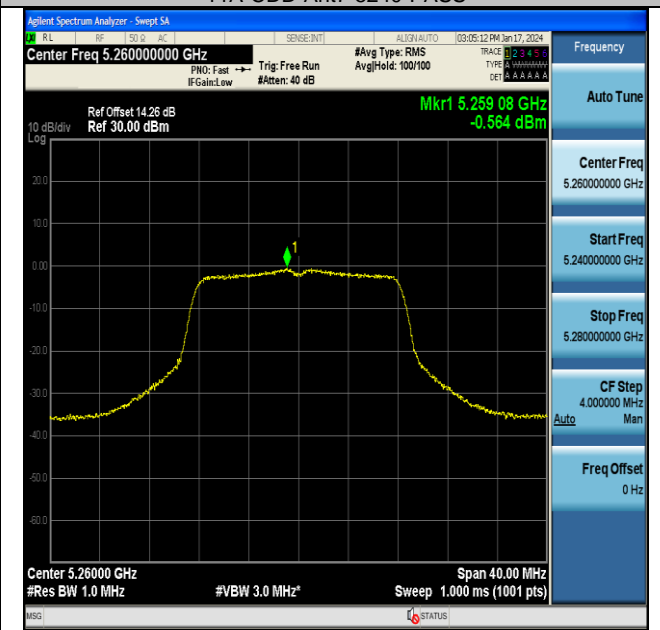 Agilent Spectrum Analyzer - Swept SA
RL RF 50 Ω AC SENSE:INT ALIGN AUTO 03:05:12 PM Jan 17, 2024
Center Freq 5.260000000 GHz
PNO: Fast
IFGain:Low
Trig: Free Run
#Atten: 40 dB
#Avg Type: RMS
Avg|Hold: 100/100
TRACE 1 2 3 4 5 6
TYPE A WWWWW
DET A A A A A A
Ref Offset 14.26 dB
10 dB/div Ref 30.00 dBm
Log
Mkr1 5.259 08 GHz
-0.564 dBm
20.0
10.0
0.00
-10.0
-20.0
-30.0
-40.0
-50.0
-60.0
1
Center 5.26000 GHz Span 40.00 MHz
#Res BW 1.0 MHz #VBW 3.0 MHz* Sweep 1.000 ms (1001 pts)
MSG STATUS
Frequency
Auto Tune
Center Freq
5.260000000 GHz
Start Freq
5.240000000 GHz
Stop Freq
5.280000000 GHz
CF Step
4.000000 MHz
Auto Man
Freq Offset
0 Hz